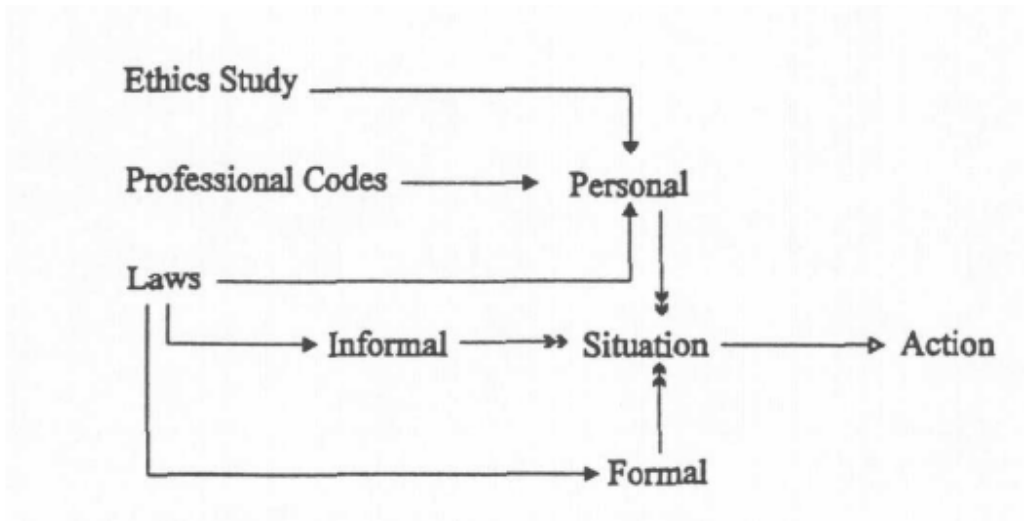 Ethics Study
Professional Codes
Personal
Laws
Informal
Situation
Action
Formal